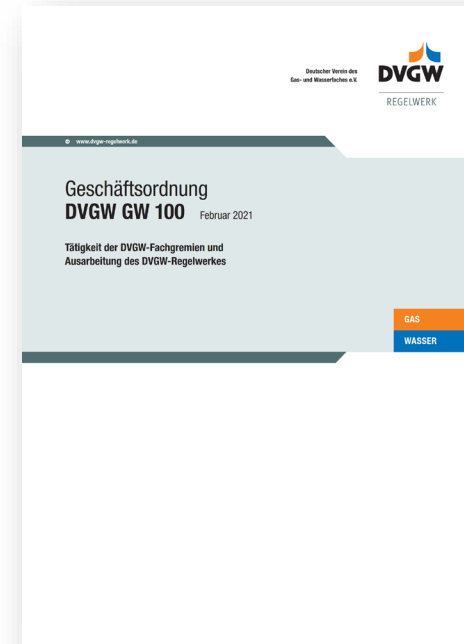 Deutscher Verein des
Gas- und Wasserfaches e.V.
DVGW
REGELWERK
© www.dvgw-regelwerk.de
Geschäftsordnung
DVGW GW 100 Februar 2021
Tätigkeit der DVGW-Fachgremien und
Ausarbeitung des DVGW-Regelwerkes
GAS
WASSER